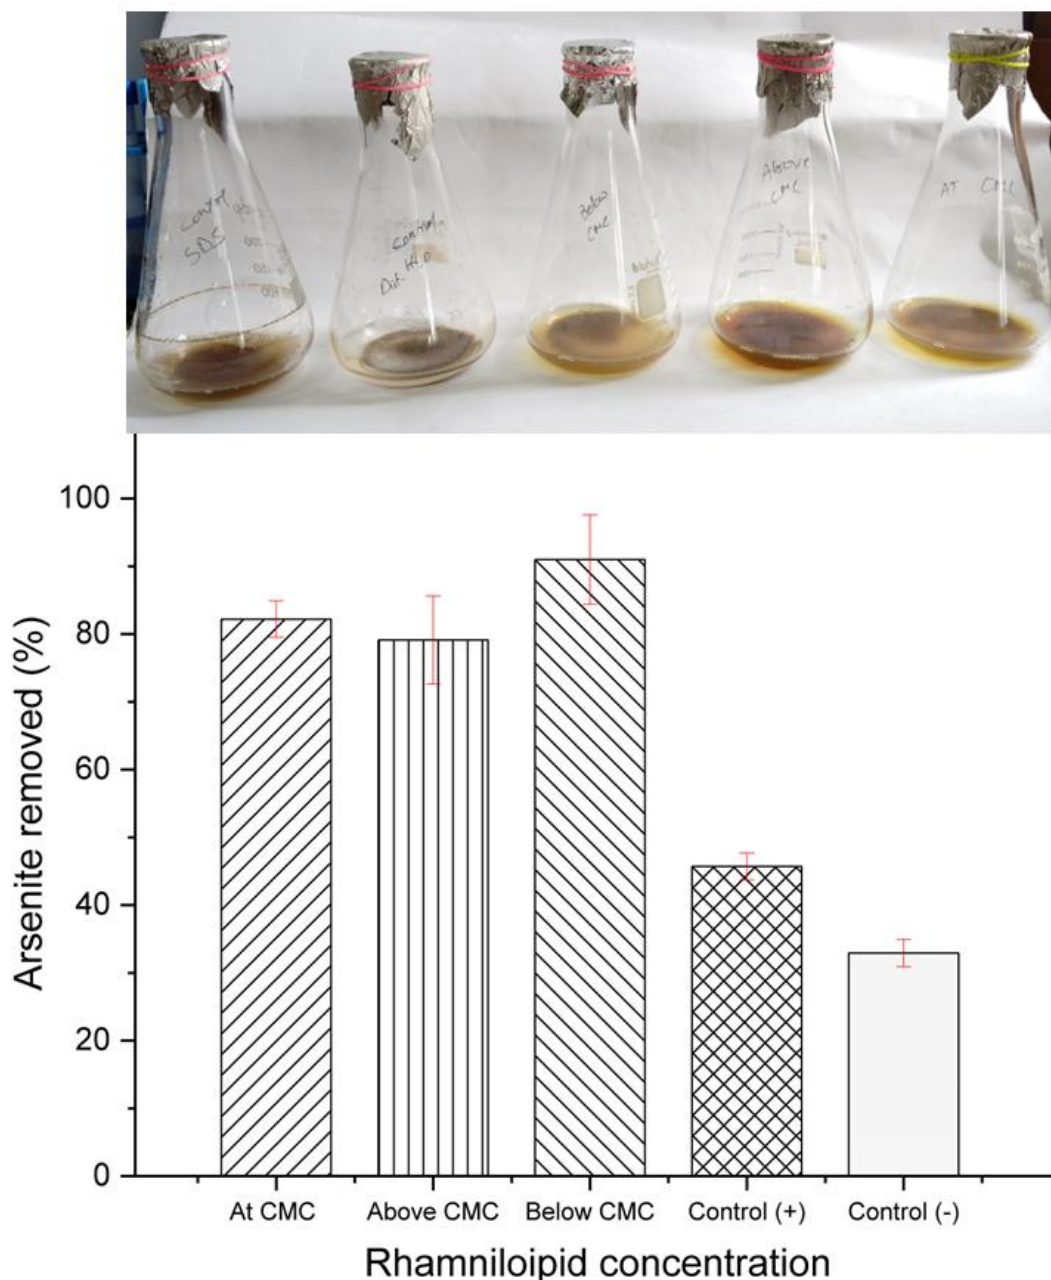 Control
SDS
Control
Dit. H2O
Below
CMC
Above
CMC
AT CMC
100
80
60
40
20
0
Arsenite removed (%)
At CMC Above CMC Below CMC Control (+) Control (-)
Rhamniloipid concentration